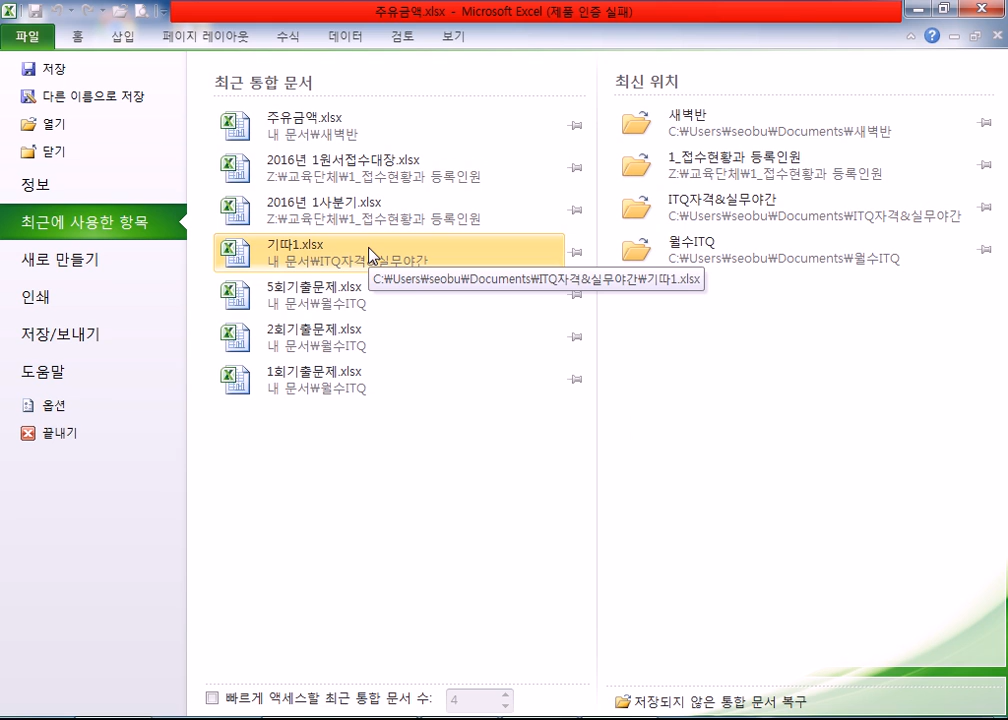 주유금액.xlsx - Microsoft Excel (제품 인증 실패)
파일 홈 삽입 페이지 레이아웃 수식 데이터 검토 보기
저장
다른 이름으로 저장
열기
닫기
정보
최근에 사용한 항목
새로 만들기
인쇄
저장/보내기
도움말
옵션
끝내기
최근 통합 문서
주유금액.xlsx
내 문서₩새벽반
2016년 1원서접수대장.xlsx
Z:₩교육단체₩1_접수현황과 등록인원
2016년 1사분기.xlsx
Z:₩교육단체₩1_접수현황과 등록인원
기따1.xlsx
내 문서₩ITQ자격&실무야간
C:₩Users₩seobu₩Documents₩ITQ자격&실무야간₩기따1.xlsx
5회기출문제.xlsx
내 문서₩월수ITQ
2회기출문제.xlsx
내 문서₩월수ITQ
1회기출문제.xlsx
내 문서₩월수ITQ
빠르게 액세스할 최근 통합 문서 수: 4
최신 위치
새벽반
C:₩Users₩seobu₩Documents₩새벽반
1_접수현황과 등록인원
Z:₩교육단체₩1_접수현황과 등록인원
ITQ자격&실무야간
C:₩Users₩seobu₩Documents₩ITQ자격&실무야간
월수ITQ
C:₩Users₩seobu₩Documents₩월수ITQ
저장되지 않은 통합 문서 복구